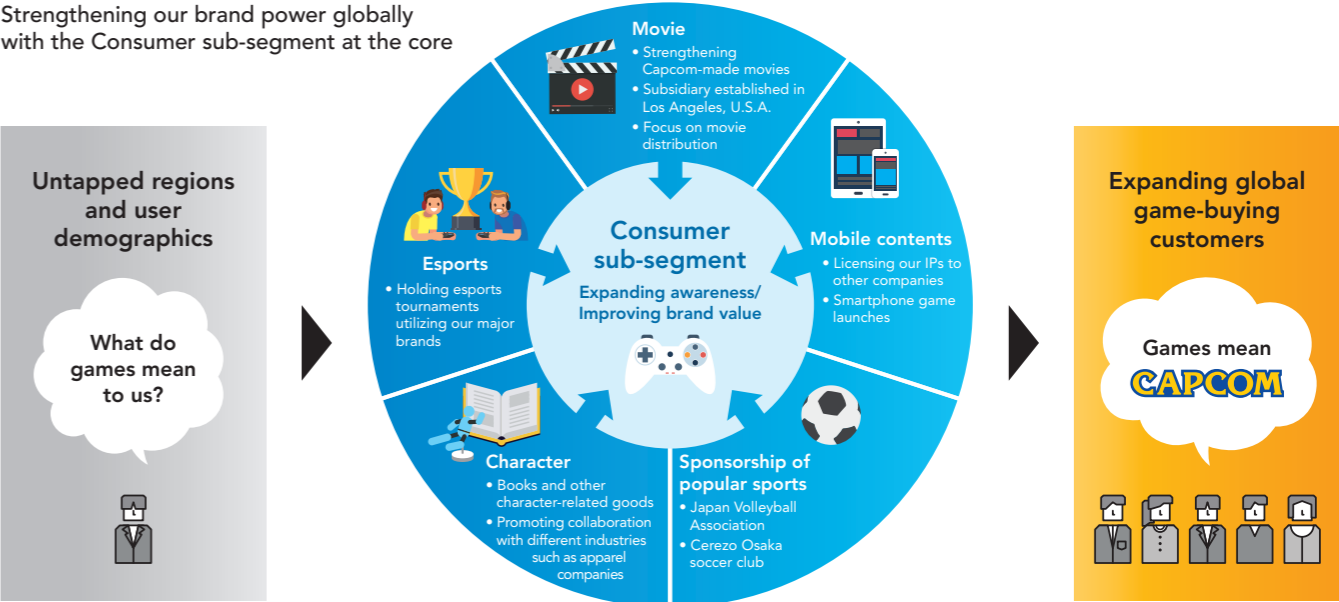 Strengthening our brand power globally
with the Consumer sub-segment at the core
Untapped regions
and user
demographics
What do
games mean
to us?
Movie
• Strengthening
Capcom-made movies
• Subsidiary established in
Los Angeles, U.S.A.
• Focus on movie
distribution
Esports
• Holding esports
tournaments
utilizing our major
brands
Consumer
sub-segment
Expanding awareness/
Improving brand value
Mobile contents
• Licensing our IPs to
other companies
• Smartphone game
launches
Character
• Books and other
character-related goods
• Promoting collaboration
with different industries
such as apparel
companies
Sponsorship of
popular sports
• Japan Volleyball
Association
• Cerezo Osaka
soccer club
Expanding global
game-buying
customers
Games mean
CAPCOM